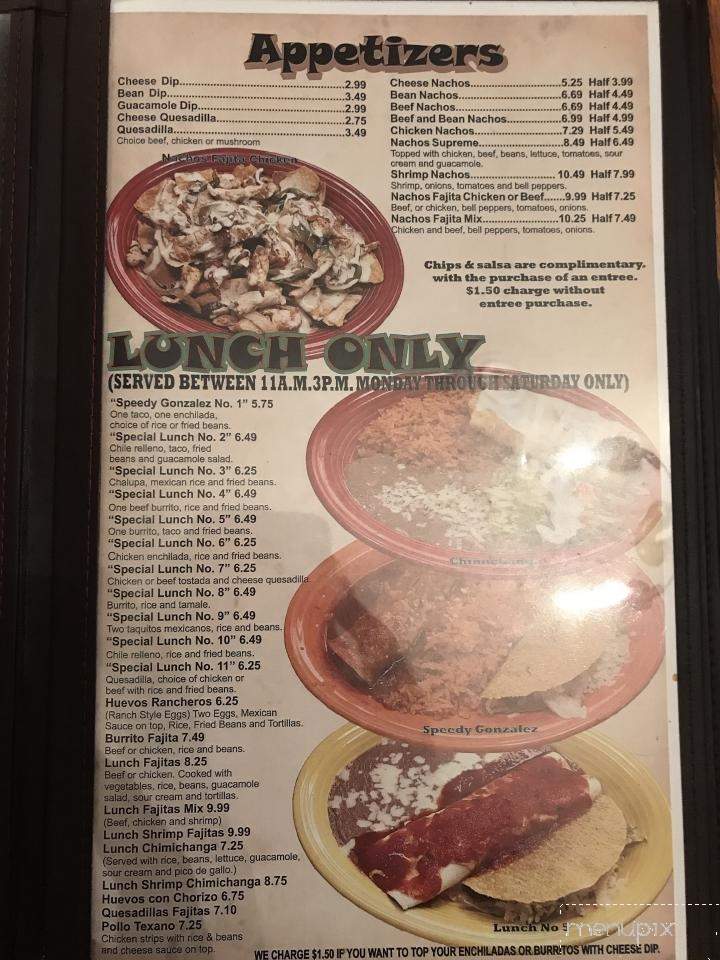 Appetizers
Cheese Dip...2.99
Bean Dip...3.49
Guacamole Dip...2.99
Cheese Quesadilla...2.75
Quesadilla...3.49
Choice beef, chicken or mushroom
Cheese Nachos...5.25 Half 3.99
Bean Nachos...6.69 Half 4.49
Beef Nachos...6.69 Half 4.49
Beef and Bean Nachos...6.99 Half 4.99
Chicken Nachos...7.29 Half 5.49
Nachos Supreme...8.49 Half 6.49
Topped with chicken, beef, beans, lettuce, tomatoes, sour
cream and guacamole.
Shrimp Nachos...10.49 Half 7.99
Shrimp, onions, tomatoes and bell peppers.
Nachos Fajita Chicken or Beef...9.99 Half 7.25
Beef, or chicken, bell peppers, tomatoes, onions.
Nachos Fajita Mix...10.25 Half 7.49
Chicken and beef, bell peppers, tomatoes, onions.
Nachos Fajita Chicken
Chips & salsa are complimentary.
with the purchase of an entree.
$1.50 charge without
entree purchase.
LUNCH ONLY
(SERVED BETWEEN 11A.M.3P.M. MONDAY THROUGH SATURDAY ONLY)
"Speedy Gonzalez No. 1" 5.75
One taco, one enchilada,
choice of rice or fried beans.
"Special Lunch No. 2" 6.49
Chile relleno, taco, fried
beans and guacamole salad.
"Special Lunch No. 3" 6.25
Chalupa, mexican rice and fried beans.
"Special Lunch No. 4" 6.49
One beef burrito, rice and fried beans.
"Special Lunch No. 5" 6.49
One burrito, taco and fried beans.
"Special Lunch No. 6" 6.25
Chicken enchilada, rice and fried beans.
"Special Lunch No. 7" 6.25
Chicken or beef tostada and cheese quesadilla
"Special Lunch No. 8" 6.49
Burrito, rice and tamale.
"Special Lunch No. 9" 6.49
Two taquitos mexicanos, rice and beans.
"Special Lunch No. 10" 6.49
Chile relleno, rice and fried beans.
"Special Lunch No. 11" 6.25
Quesadilla, choice of chicken or
beef with rice and fried beans.
Huevos Rancheros 6.25
(Ranch Style Eggs) Two Eggs, Mexican
Sauce on top, Rice, Fried Beans and Tortillas.
Burrito Fajita 7.49
Beef or chicken, rice and beans.
Lunch Fajitas 8.25
Beef or chicken. Cooked with
vegetables, rice, beans, guacamole
salad, sour cream and tortillas.
Lunch Fajitas Mix 9.99
(Beef, chicken and shrimp)
Lunch Shrimp Fajitas 9.99
Lunch Chimichanga 7.25
(Served with rice, beans, lettuce, guacamole,
sour cream and pico de gallo.)
Lunch Shrimp Chimichanga 8.75
Huevos con Chorizo 6.75
Quesadillas Fajitas 7.10
Pollo Texano 7.25
Chicken strips with rice & beans
and cheese sauce on top.
Speedy Gonzalez
Lunch No 5
menupix
WE CHARGE $1.50 IF YOU WANT TO TOP YOUR ENCHILADAS OR BURRITOS WITH CHEESE DIP.